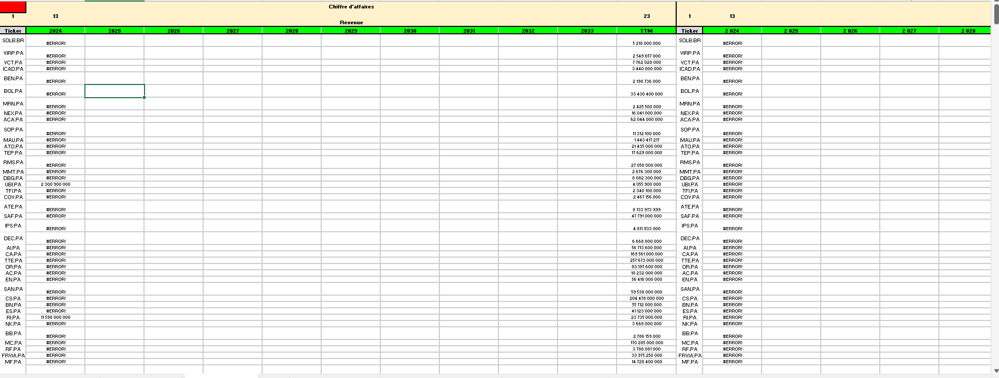 Chiffre d'affaires
1 13 23 1 13
Revenue
Ticker 2024 2025 2026 2027 2028 2029 2030 2031 2032 2033 TTM Ticker 2 024 2 025 2 026 2 027 2 028
SOLB.BR #ERROR! 5 218 000 000 SOLB.BR #ERROR!
VIRP.PA #ERROR! 2 549 657 000 VIRP.PA #ERROR!
VCT.PA #ERROR! 7 762 028 000 VCT.PA #ERROR!
ICAD.PA #ERROR! 3 440 000 000 ICAD.PA #ERROR!
BEN.PA #ERROR! 2 198 736 000 BEN.PA #ERROR!
BOL.PA #ERROR! 33 430 400 000 BOL.PA #ERROR!
MRN.PA #ERROR! 2 425 500 000 MRN.PA #ERROR!
NEX.PA #ERROR! 16 041 000 000 NEX.PA #ERROR!
ACA.PA #ERROR! 62 044 000 000 ACA.PA #ERROR!
SOP.PA #ERROR! 11 312 100 000 SOP.PA #ERROR!
MAU.PA #ERROR! 1 443 417 217 MAU.PA #ERROR!
ATO.PA #ERROR! 21 435 000 000 ATO.PA #ERROR!
TEP.PA #ERROR! 17 629 000 000 TEP.PA #ERROR!
RMS.PA #ERROR! 27 058 000 000 RMS.PA #ERROR!
MMT.PA #ERROR! 2 676 300 000 MMT.PA #ERROR!
DBG.PA #ERROR! 8 082 300 000 DBG.PA #ERROR!
UBI.PA 2 300 900 000 4 055 900 000 UBI.PA #ERROR!
TFI.PA #ERROR! 2 340 100 000 TFI.PA #ERROR!
COV.PA #ERROR! 2 467 156 000 COV.PA #ERROR!
ATE.PA #ERROR! 8 133 973 999 ATE.PA #ERROR!
SAF.PA #ERROR! 47 791 000 000 SAF.PA #ERROR!
IPS.PA #ERROR! 4 811 933 000 IPS.PA #ERROR!
DEC.PA #ERROR! 6 668 800 000 DEC.PA #ERROR!
AI.PA #ERROR! 56 713 600 000 AI.PA #ERROR!
CA.PA #ERROR! 169 561 000 000 CA.PA #ERROR!
TTE.PA #ERROR! 257 673 000 000 TTE.PA #ERROR!
OR.PA #ERROR! 83 197 600 000 OR.PA #ERROR!
AC.PA #ERROR! 10 232 000 000 AC.PA #ERROR!
EN.PA #ERROR! 56 416 000 000 EN.PA #ERROR!
SAN.PA #ERROR! 59 538 000 000 SAN.PA #ERROR!
CS.PA #ERROR! 204 478 000 000 CS.PA #ERROR!
BN.PA #ERROR! 55 712 000 000 BN.PA #ERROR!
ES.PA #ERROR! 41 123 000 000 ES.PA #ERROR!
RI.PA 11 598 000 000 23 735 000 000 RI.PA #ERROR!
NK.PA #ERROR! 3 668 000 000 NK.PA #ERROR!
BB.PA #ERROR! 2 786 159 000 BB.PA #ERROR!
MC.PA #ERROR! 170 285 000 000 MC.PA #ERROR!
RF.PA #ERROR! 3 788 081 000 RF.PA #ERROR!
FRVIA.PA #ERROR! 33 975 250 000 FRVIA.PA #ERROR!
MF.PA #ERROR! 14 728 400 000 MF.PA #ERROR!